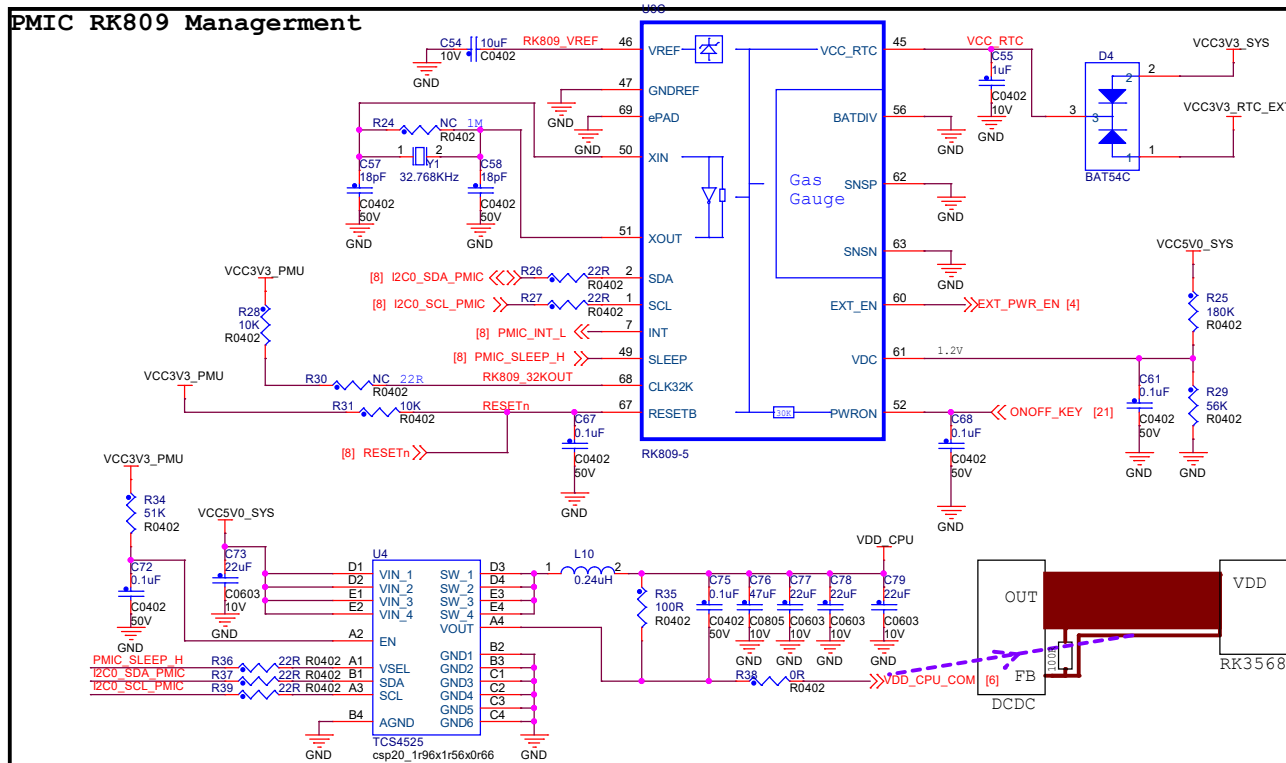 PMIC RK809 Managerment
C54 10uF RK809_VREF 46 VREF VCC_RTC 45 VCC_RTC
10V C0402
GND
D4
VCC3V3_SYS
C55
1uF
C0402
10V
GND
2 2
3 3
1 1
VCC3V3_RTC_EXT
BAT54C
47 GNDREF
GND
69 ePAD
GND
BATDIV 56
GND
R24 NC 1M
R0402
1 2
Y1
32.768KHz
C57
18pF
C0402
50V
GND
C58
18pF
C0402
50V
GND
50 XIN
51 XOUT
Gas
Gauge
SNSP 62
GND
SNSN 63
GND
VCC5V0_SYS
[8] I2C0_SDA_PMIC R26 22R 2 SDA
R0402
[8] I2C0_SCL_PMIC R27 22R 1 SCL
R0402
EXT_EN 60 EXT_PWR_EN [4]
R25
180K
R0402
VCC3V3_PMU
R28
10K
R0402
[8] PMIC_INT_L 7 INT
[8] PMIC_SLEEP_H 49 SLEEP
VDC 61 1.2V
R30 NC 22R RK809_32KOUT 68 CLK32K
R0402
C61
0.1uF
C0402
50V
GND
R29
56K
R0402
GND
VCC3V3_PMU
R31 10K RESETn 67 RESETB
R0402
30K PWRON 52 ONOFF_KEY [21]
C67
0.1uF
C0402
50V
GND
C68
0.1uF
C0402
50V
GND
[8] RESETn
RK809-5
VCC3V3_PMU
R34
51K
R0402
C72
0.1uF
C0402
50V
GND
VCC5V0_SYS
C73
22uF
C0603
10V
GND
U4
D1 VIN_1 SW_1 D3
D2 VIN_2 SW_2 D4
E1 VIN_3 SW_3 E3
E2 VIN_4 SW_4 E4
VOUT A4
A2 EN
GND1 B2
GND2 B3
GND3 C1
GND4 C2
GND5 C3
GND6 C4
GND
PMIC_SLEEP_H R36 22R R0402 A1 VSEL
I2C0_SDA_PMIC R37 22R R0402 B1 SDA
I2C0_SCL_PMIC R39 22R R0402 A3 SCL
B4 AGND
GND
TCS4525
csp20_1r96x1r56x0r66
L10
1 2
0.24uH
VDD_CPU
R35
100R
R0402
C75
0.1uF
C0402
50V
C76
47uF
C0805
10V
GND
C77
22uF
C0603
10V
GND
C78
22uF
C0603
10V
GND
C79
22uF
C0603
10V
GND
R38 0R
R0402
VDD_CPU_COM [6]
OUT
FB
DCDC
VDD
RK3568